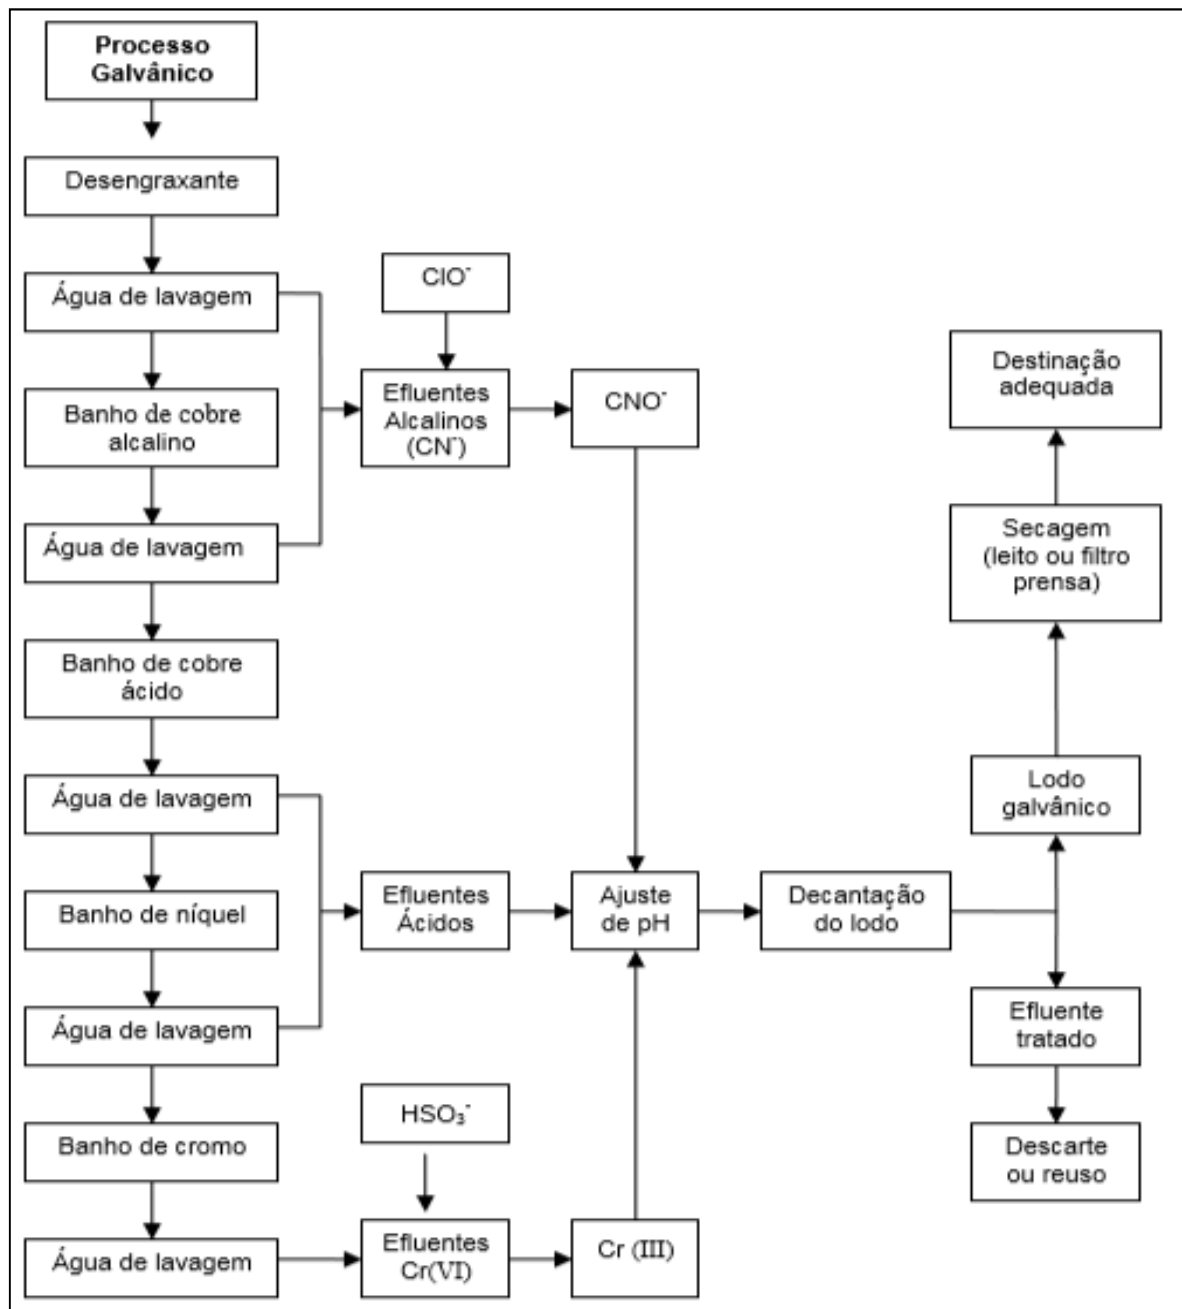 Processo
Galvânico
Desengraxante
Água de lavagem
Banho de cobre
alcalino
Água de lavagem
Banho de cobre
ácido
Água de lavagem
Banho de níquel
Água de lavagem
Banho de cromo
Água de lavagem
ClO⁻
Efluentes
Alcalinos
(CN⁻)
CNO⁻
Efluentes
Ácidos
HSO₃⁻
Efluentes
Cr(VI)
Cr (III)
Ajuste
de pH
Decantação
do lodo
Destinação
adequada
Secagem
(leito ou filtro
prensa)
Lodo
galvânico
Efluente
tratado
Descarte
ou reuso